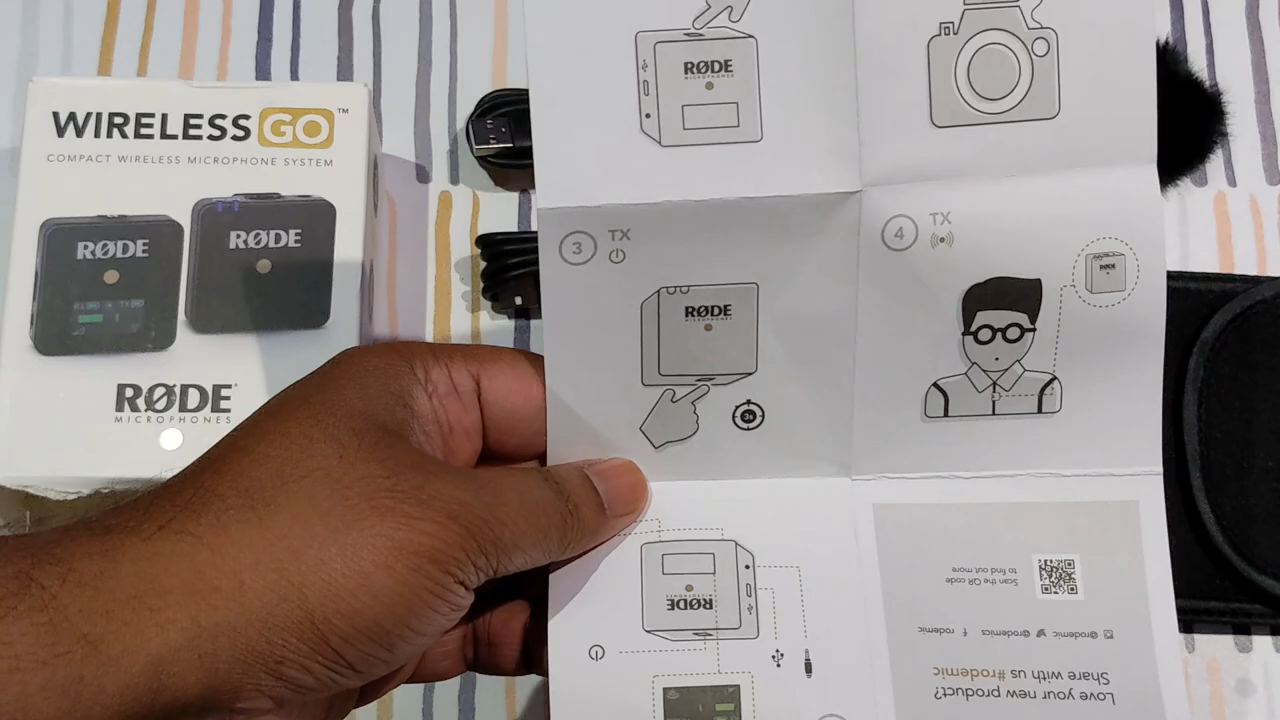 WIRELESS GO™
COMPACT WIRELESS MICROPHONE SYSTEM
RØDE
RØDE
RØDE
MICROPHONES
RØDE
MICROPHONES
3 TX
RØDE
MICROPHONES
3s
4 TX
RØDE
RØDE
MICROPHONES
Love your new product?
Share with us #rodemic
@rodemic @rodemics rodemic
Scan the QR code
to find out more